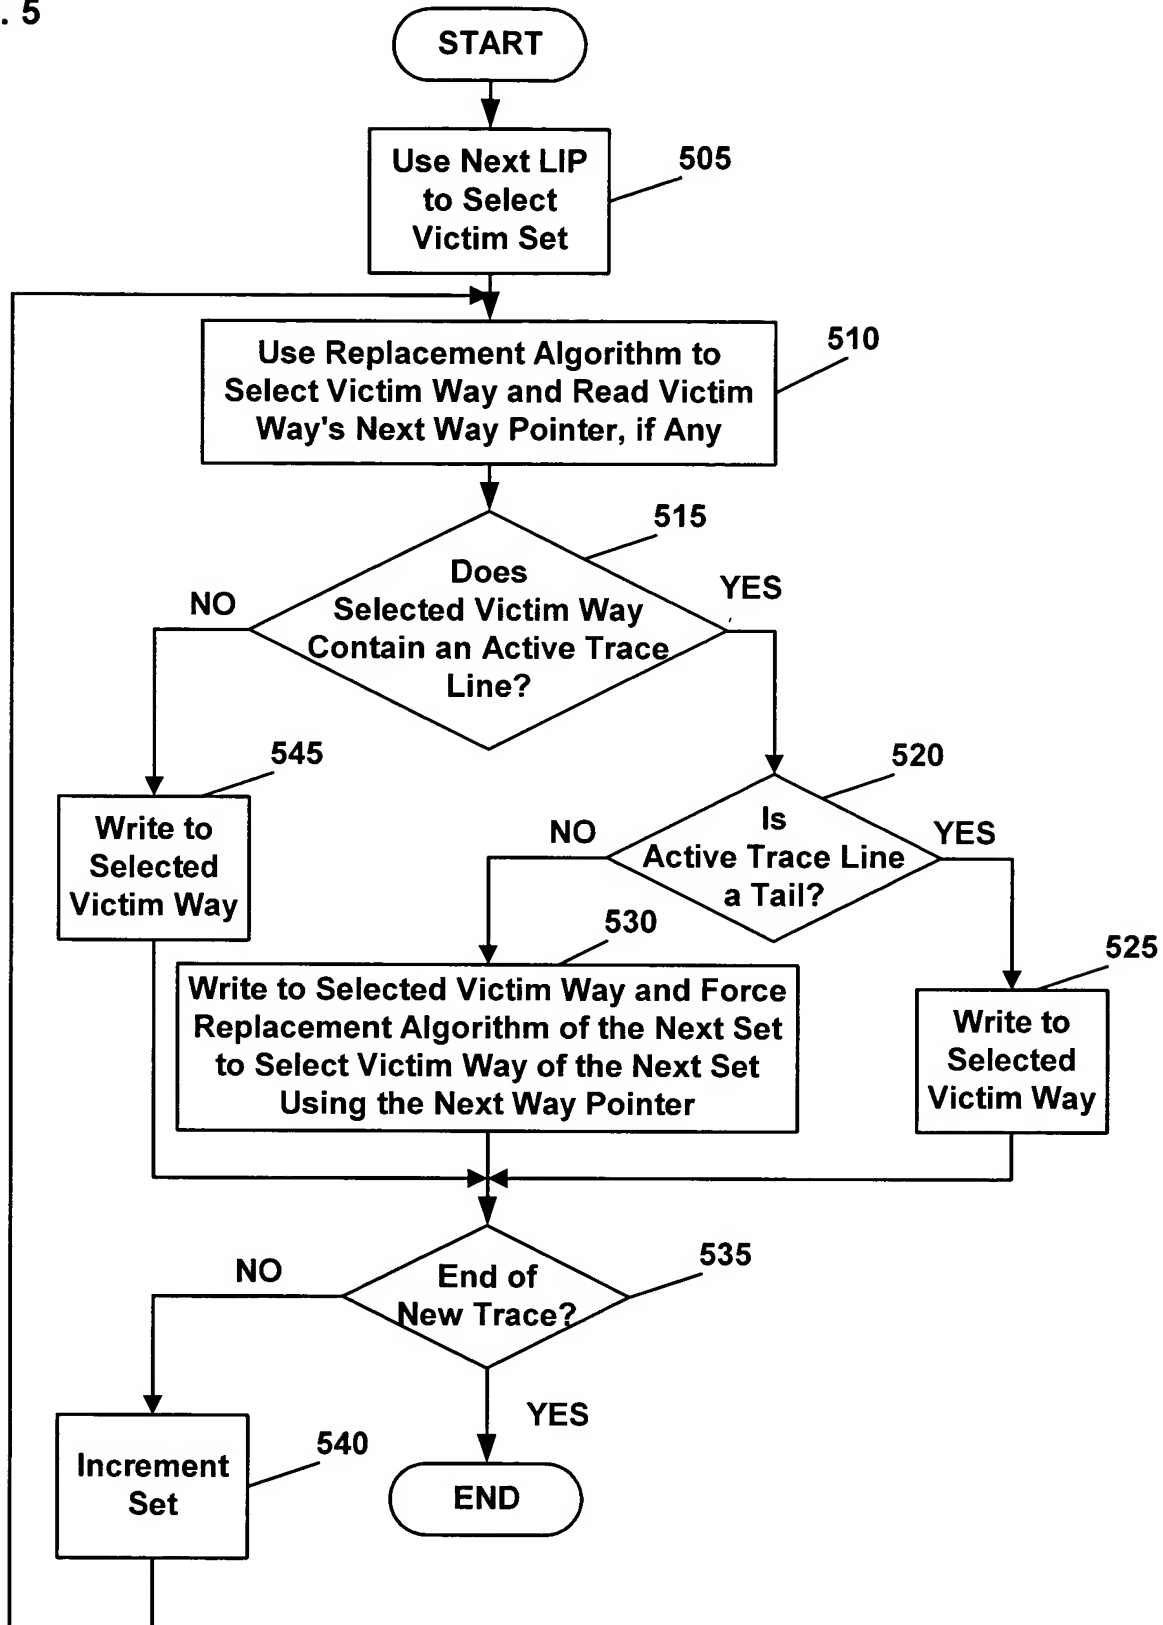 . 5
START
Use Next LIP
to Select
Victim Set
505
Use Replacement Algorithm to
Select Victim Way and Read Victim
Way's Next Way Pointer, if Any
510
Does
Selected Victim Way
Contain an Active Trace
Line?
515
NO
YES
545
Write to
Selected
Victim Way
520
Is
Active Trace Line
a Tail?
NO
YES
530
Write to Selected Victim Way and Force
Replacement Algorithm of the Next Set
to Select Victim Way of the Next Set
Using the Next Way Pointer
525
Write to
Selected
Victim Way
End of
New Trace?
535
NO
YES
Increment
Set
540
END